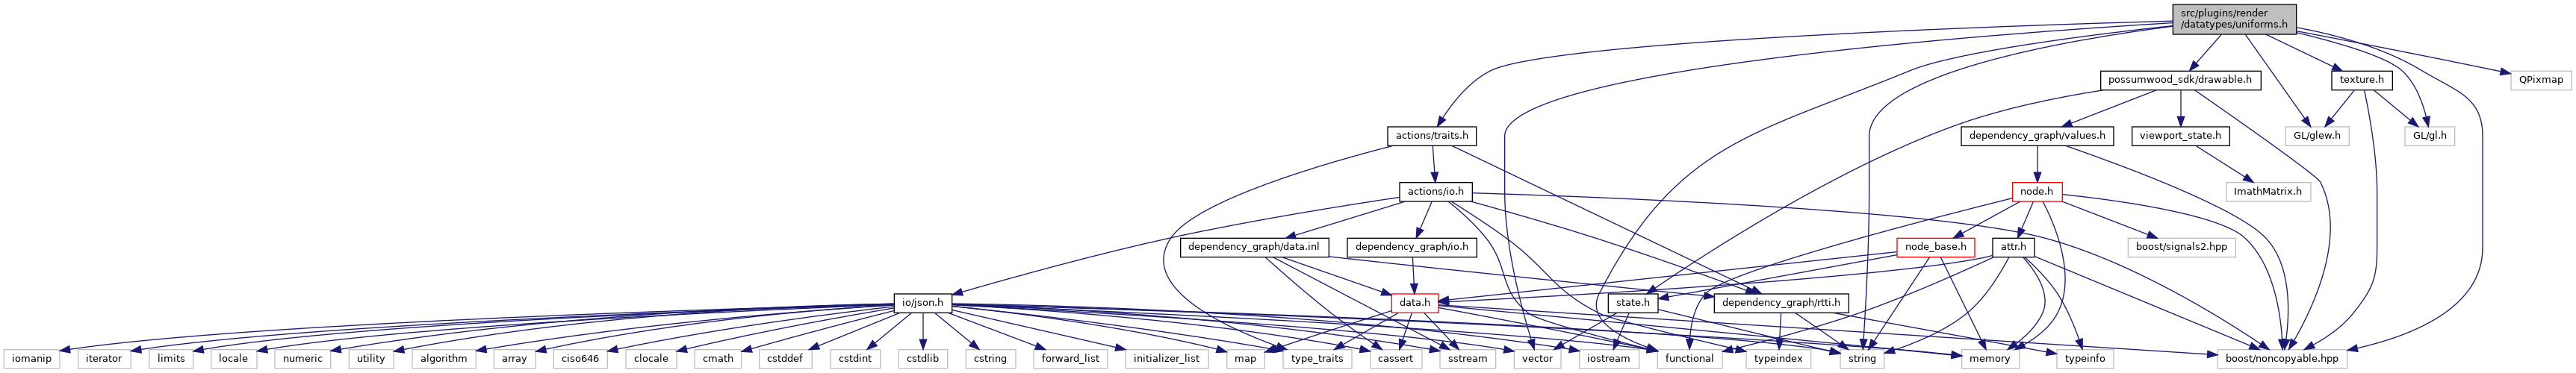 src/plugins/render
/datatypes/uniforms.h
possumwood_sdk/drawable.h
texture.h
QPixmap
actions/traits.h
dependency_graph/values.h
viewport_state.h
GL/glew.h
GL/gl.h
actions/io.h
node.h
ImathMatrix.h
dependency_graph/data.inl
dependency_graph/io.h
node_base.h
attr.h
boost/signals2.hpp
io/json.h
data.h
state.h
dependency_graph/rtti.h
iomanip
iterator
limits
locale
numeric
utility
algorithm
array
ciso646
clocale
cmath
cstddef
cstdint
cstdlib
cstring
forward_list
initializer_list
map
type_traits
cassert
sstream
vector
iostream
functional
typeindex
string
memory
typeinfo
boost/noncopyable.hpp